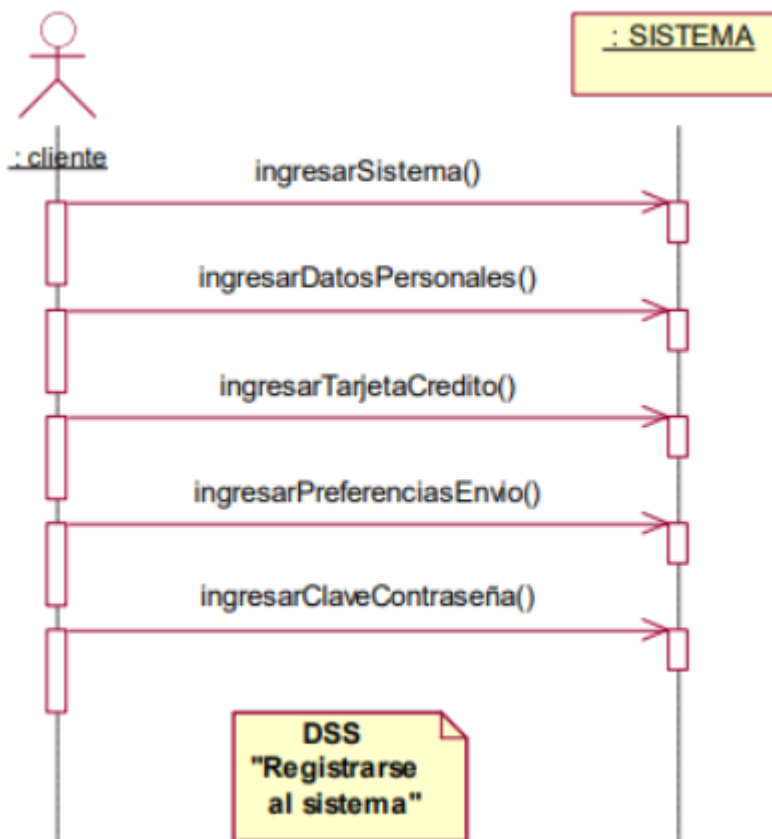 : SISTEMA
: cliente
ingresarSistema()
ingresarDatosPersonales()
ingresarTarjetaCredito()
ingresarPreferenciasEnvio()
ingresarClaveContraseña()
DSS
"Registrarse
al sistema"